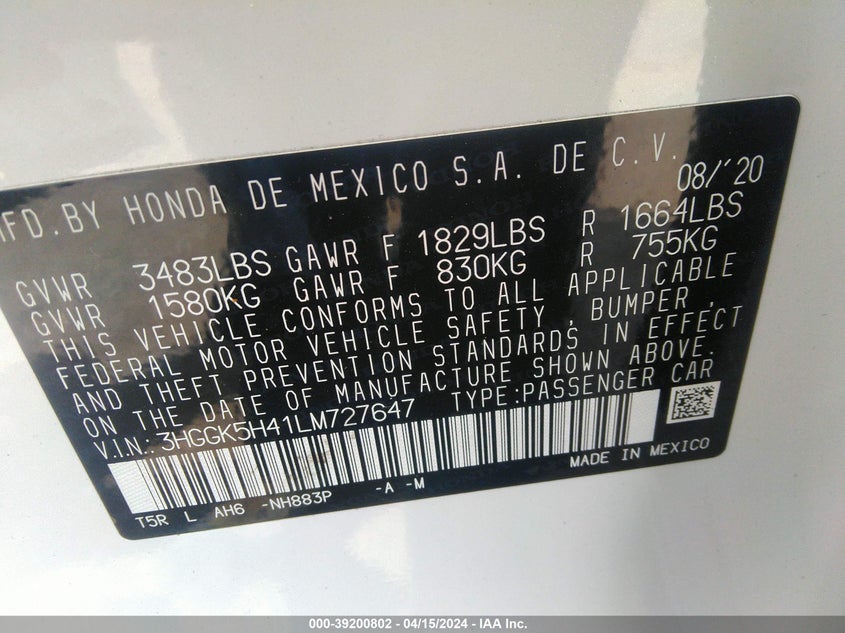 MFD.BY HONDA DE MEXICO S.A. DE C.V.
08/'20
GVWR 3483LBS GAWR F 1829LBS R 1664LBS
GVWR 1580KG GAWR F 830KG R 755KG
THIS VEHICLE CONFORMS TO ALL APPLICABLE
FEDERAL MOTOR VEHICLE SAFETY, BUMPER,
AND THEFT PREVENTION STANDARDS IN EFFECT
ON THE DATE OF MANUFACTURE SHOWN ABOVE.
V.IN.: 3HGGK5H41LM727647 TYPE:PASSENGER CAR
MADE IN MEXICO
T5R L AH6 -NH883P -A -M
000-39200802 - 04/15/2024 - IAA Inc.